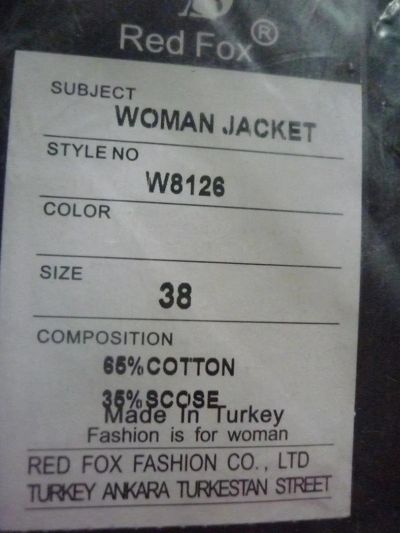 Red Fox®
SUBJECT
WOMAN JACKET
STYLE NO
W8126
COLOR
SIZE
38
COMPOSITION
65%COTTON
35%SCOSE
Made In Turkey
Fashion is for woman
RED FOX FASHION CO., LTD
TURKEY ANKARA TURKESTAN STREET